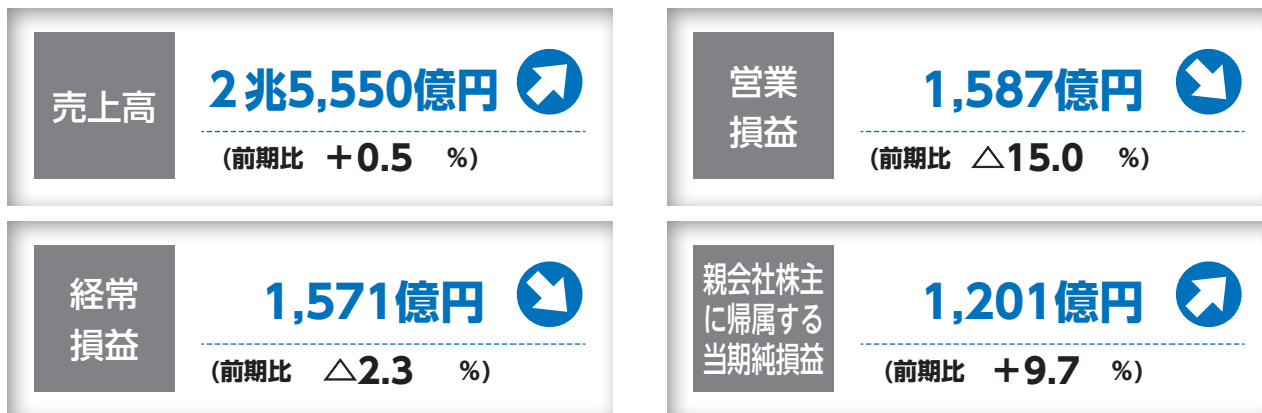 売上高
2兆5,550億円
(前期比 +0.5 %)
営業
損益
1,587億円
(前期比 △15.0 %)
経常
損益
1,571億円
(前期比 △2.3 %)
親会社株主
に帰属する
当期純損益
1,201億円
(前期比 +9.7 %)